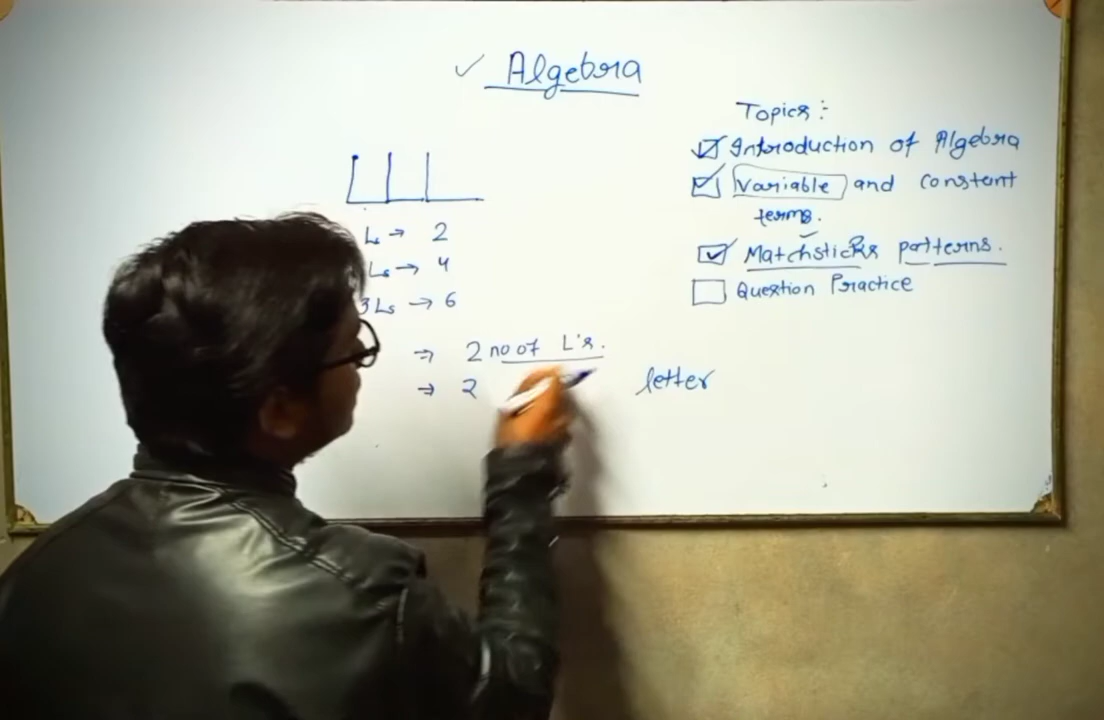 ✓ Algebra
Topics :-
Introduction of Algebra
Variable and constant
terms.
Matchsticks patterns.
Question Practice
Ls → 2
Ls → 4
3Ls → 6
⇒ 2 no of L's.
⇒ 2
letter